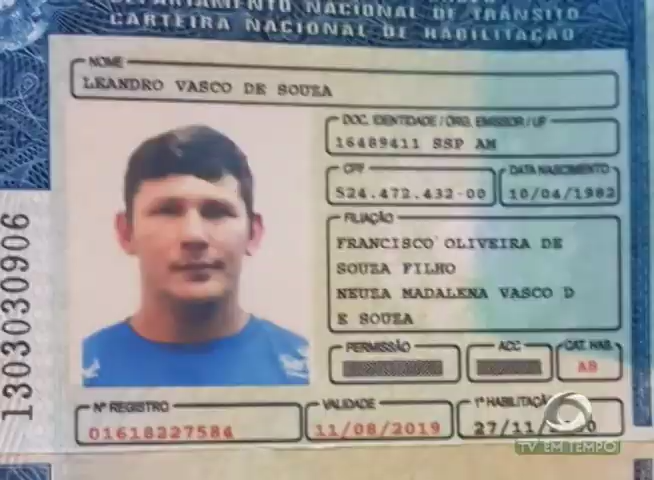 DEPARTAMENTO NACIONAL DE TRÂNSITO
CARTEIRA NACIONAL DE HABILITAÇÃO
NOME
LEANDRO VASCO DE SOUZA
DOC. IDENTIDADE / ÓRG. EMISSOR / UF
16489411 SSP AM
CPF
DATA NASCIMENTO
524.472.432-00
10/04/1982
FILIAÇÃO
FRANCISCO OLIVEIRA DE
SOUZA FILHO
NEUZA MADALENA VASCO D
E SOUZA
PERMISSÃO
ACC
CAT. HAB.
AB
Nº REGISTRO
VALIDADE
1ª HABILITAÇÃO
01618227584
11/08/2019
27/11/
1303030906
TV EM TEMPO